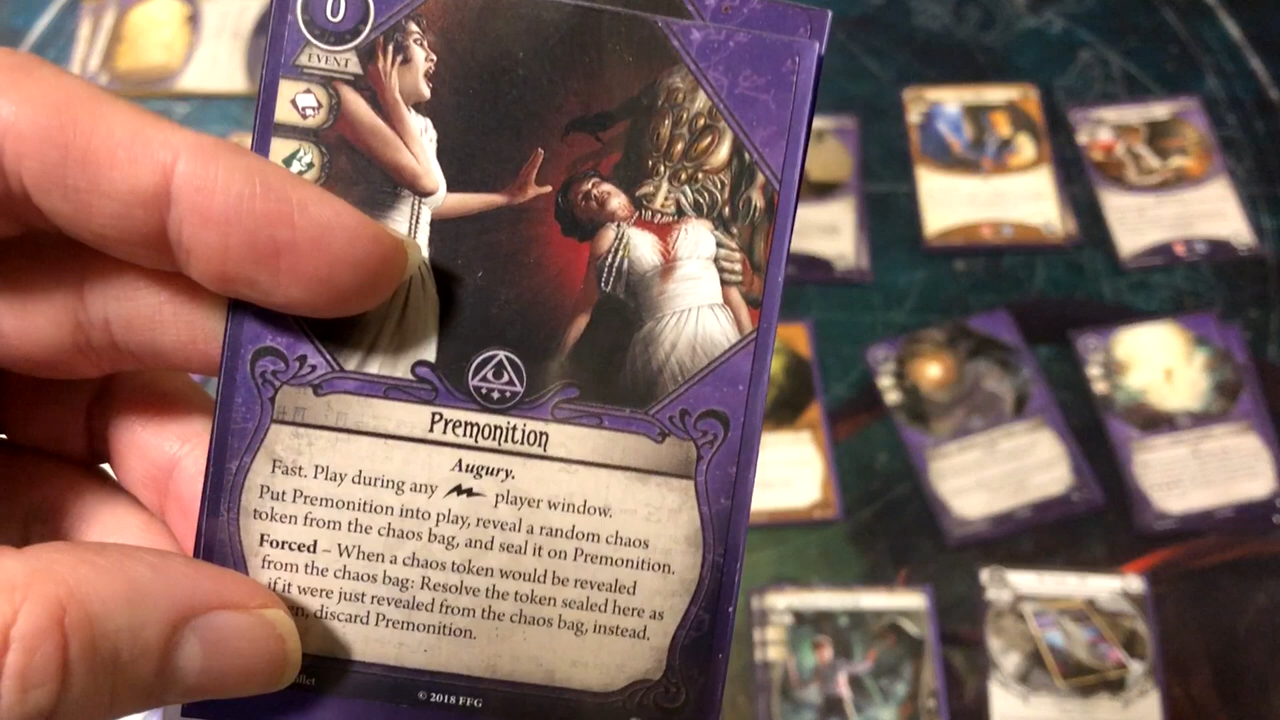 0
EVENT
Premonition
Augury.
Fast. Play during any player window.
Put Premonition into play, reveal a random chaos
token from the chaos bag, and seal it on Premonition.
Forced – When a chaos token would be revealed
from the chaos bag: Resolve the token sealed here as
if it were just revealed from the chaos bag, instead.
discard Premonition.
© 2018 FFG